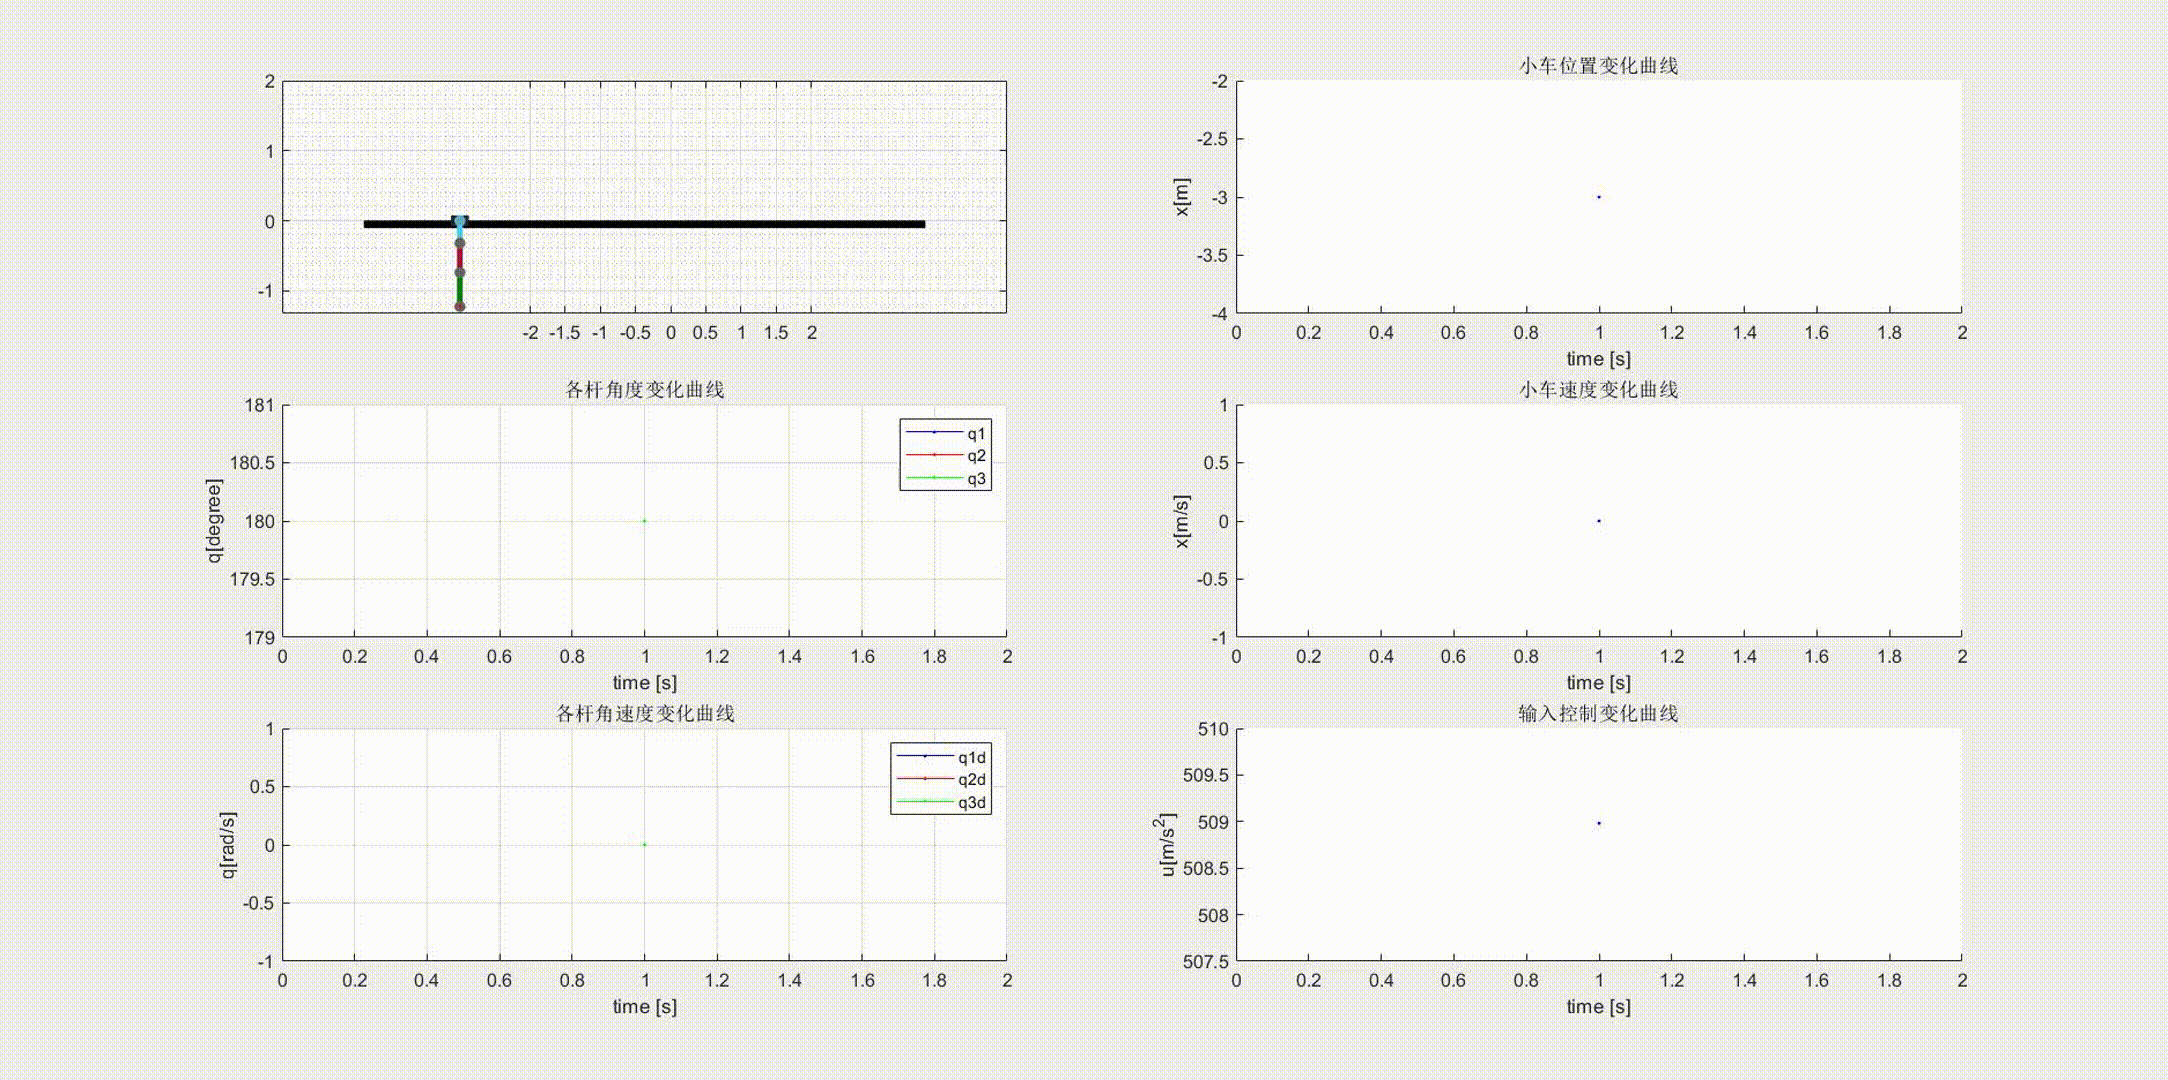 2
1
0
-1
-2 -1.5 -1 -0.5 0 0.5 1 1.5 2
小车位置变化曲线
-2
-2.5
-3
-3.5
-4
x[m]
0 0.2 0.4 0.6 0.8 1 1.2 1.4 1.6 1.8 2
time [s]
各杆角度变化曲线
181
180.5
180
179.5
179
q[degree]
q1
q2
q3
0 0.2 0.4 0.6 0.8 1 1.2 1.4 1.6 1.8 2
time [s]
小车速度变化曲线
1
0.5
0
-0.5
-1
x[m/s]
0 0.2 0.4 0.6 0.8 1 1.2 1.4 1.6 1.8 2
time [s]
各杆角速度变化曲线
1
0.5
0
-0.5
-1
q[rad/s]
q1d
q2d
q3d
0 0.2 0.4 0.6 0.8 1 1.2 1.4 1.6 1.8 2
time [s]
输入控制变化曲线
510
509.5
509
508.5
508
507.5
u[m/s²]
0 0.2 0.4 0.6 0.8 1 1.2 1.4 1.6 1.8 2
time [s]